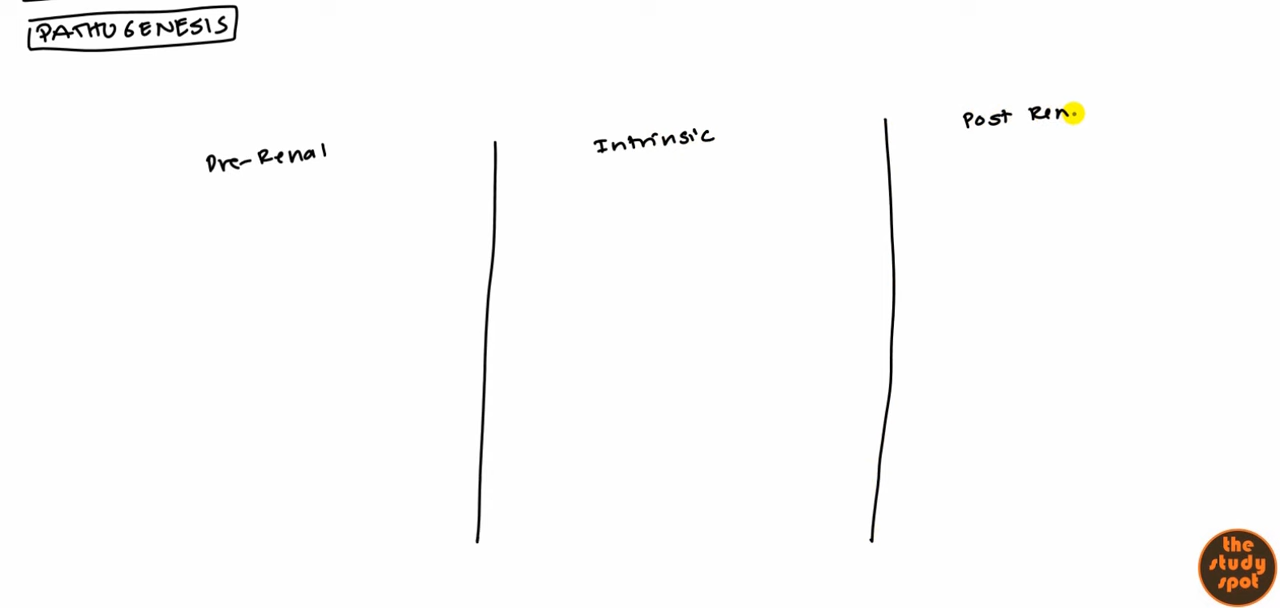 PATHOGENESIS
Pre-Renal
Intrinsic
Post Ren
the
study
spot